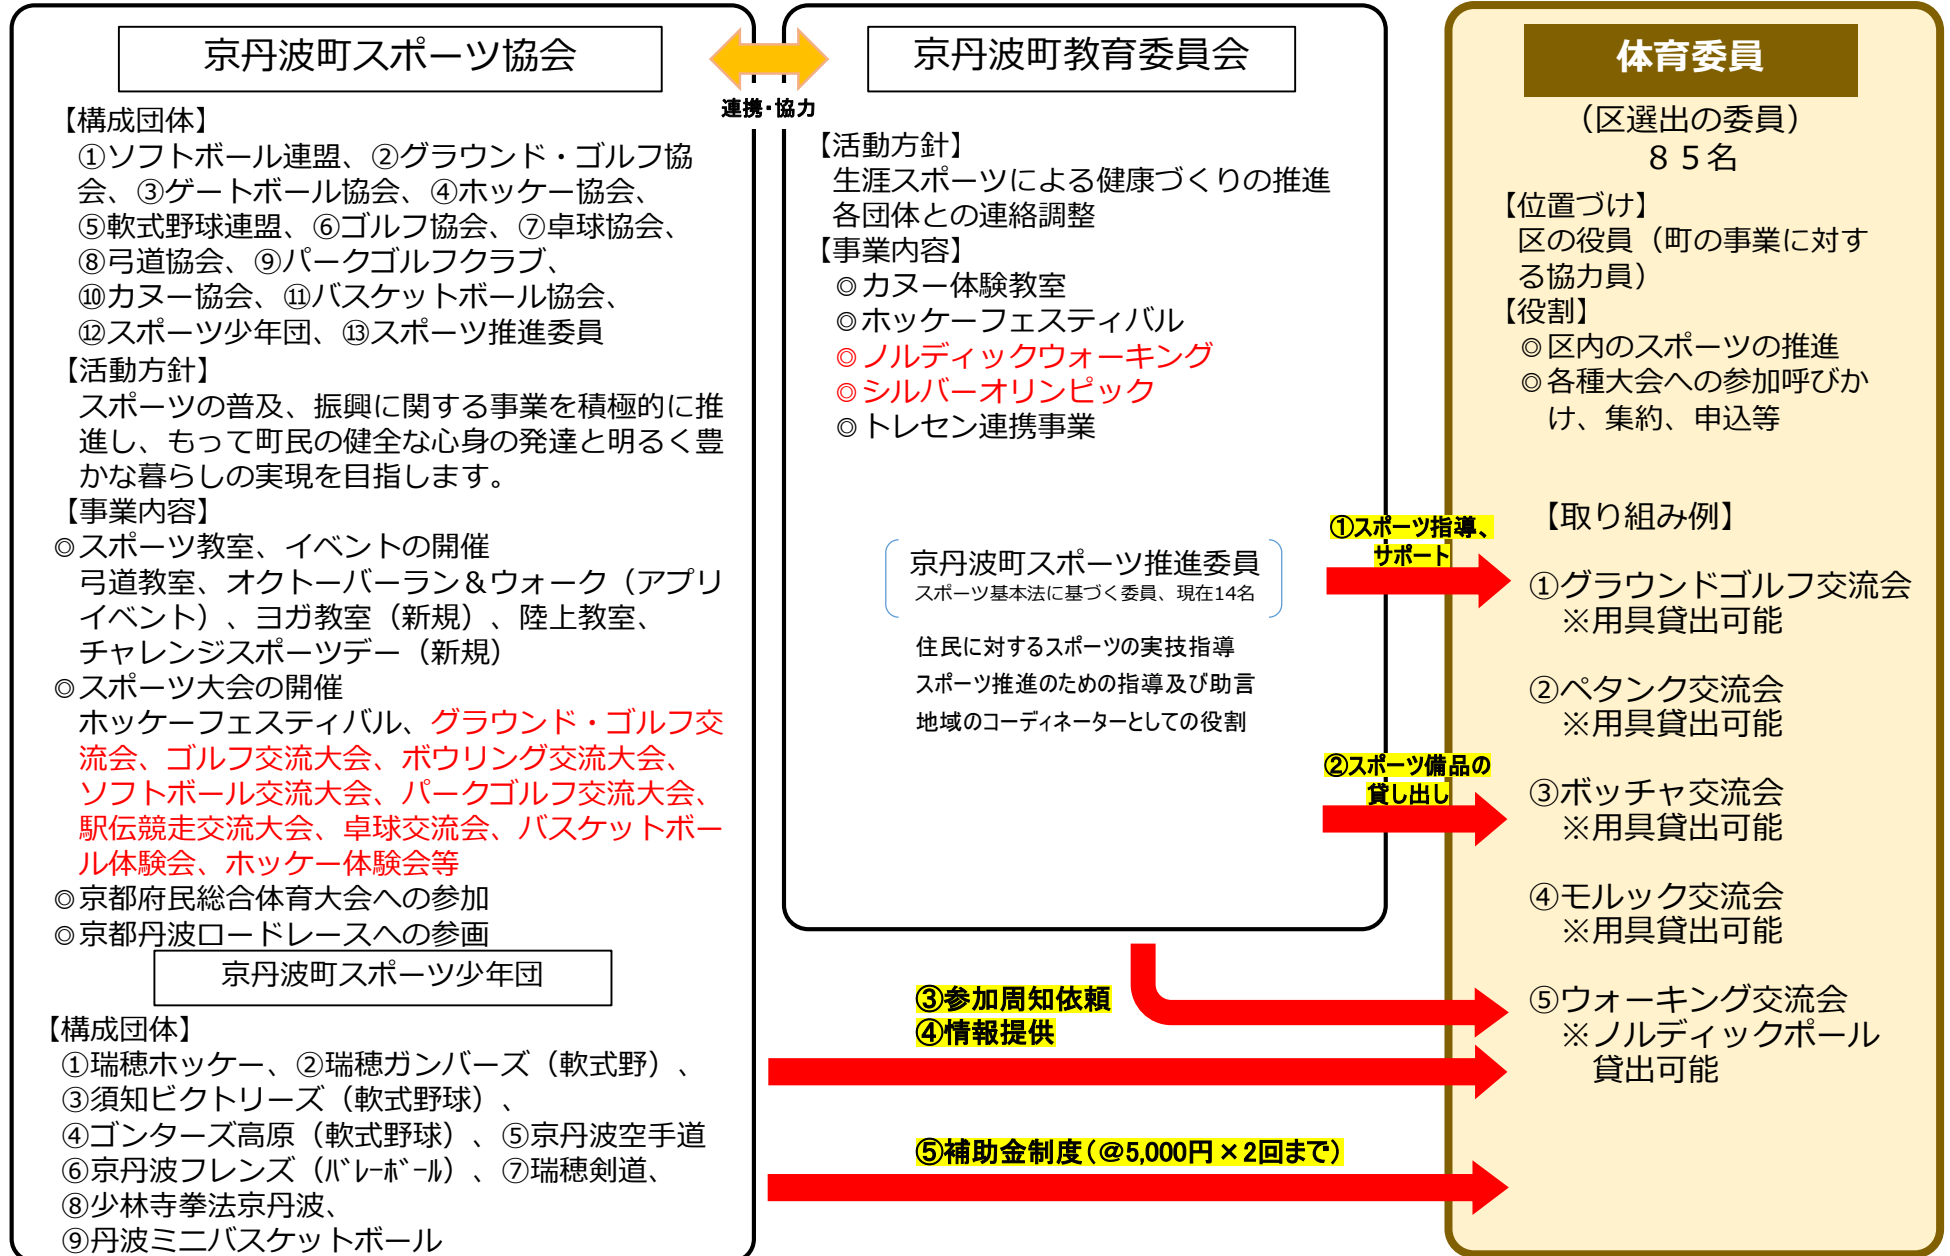 京丹波町スポーツ協会
【構成団体】
①ソフトボール連盟、②グラウンド・ゴルフ協
会、③ゲートボール協会、④ホッケー協会、
⑤軟式野球連盟、⑥ゴルフ協会、⑦卓球協会、
⑧弓道協会、⑨パークゴルフクラブ、
⑩カヌー協会、⑪バスケットボール協会、
⑫スポーツ少年団、⑬スポーツ推進委員
【活動方針】
スポーツの普及、振興に関する事業を積極的に推
進し、もって町民の健全な心身の発達と明るく豊
かな暮らしの実現を目指します。
【事業内容】
◎スポーツ教室、イベントの開催
弓道教室、オクトーバーラン＆ウォーク（アプリ
イベント）、ヨガ教室（新規）、陸上教室、
チャレンジスポーツデー（新規）
◎スポーツ大会の開催
ホッケーフェスティバル、グラウンド・ゴルフ交
流会、ゴルフ交流大会、ボウリング交流大会、
ソフトボール交流大会、パークゴルフ交流大会、
駅伝競走交流大会、卓球交流会、バスケットボー
ル体験会、ホッケー体験会等
◎京都府民総合体育大会への参加
◎京都丹波ロードレースへの参画
京丹波町スポーツ少年団
【構成団体】
①瑞穂ホッケー、②瑞穂ガンバーズ（軟式野）、
③須知ビクトリーズ（軟式野球）、
④ゴンターズ高原（軟式野球）、⑤京丹波空手道
⑥京丹波フレンズ（ﾊﾞﾚｰﾎﾞｰﾙ）、⑦瑞穂剣道、
⑧少林寺拳法京丹波、
⑨丹波ミニバスケットボール
連携・協力
京丹波町教育委員会
【活動方針】
生涯スポーツによる健康づくりの推進
各団体との連絡調整
【事業内容】
◎カヌー体験教室
◎ホッケーフェスティバル
◎ノルディックウォーキング
◎シルバーオリンピック
◎トレセン連携事業
京丹波町スポーツ推進委員
スポーツ基本法に基づく委員、現在14名
住民に対するスポーツの実技指導
スポーツ推進のための指導及び助言
地域のコーディネーターとしての役割
①スポーツ指導、
サポート
②スポーツ備品の
貸し出し
③参加周知依頼
④情報提供
⑤補助金制度（@5,000円×2回まで）
体育委員
（区選出の委員）
８５名
【位置づけ】
区の役員（町の事業に対す
る協力員）
【役割】
◎区内のスポーツの推進
◎各種大会への参加呼びか
け、集約、申込等
【取り組み例】
①グラウンドゴルフ交流会
※用具貸出可能
②ペタンク交流会
※用具貸出可能
③ボッチャ交流会
※用具貸出可能
④モルック交流会
※用具貸出可能
⑤ウォーキング交流会
※ノルディックポール
貸出可能